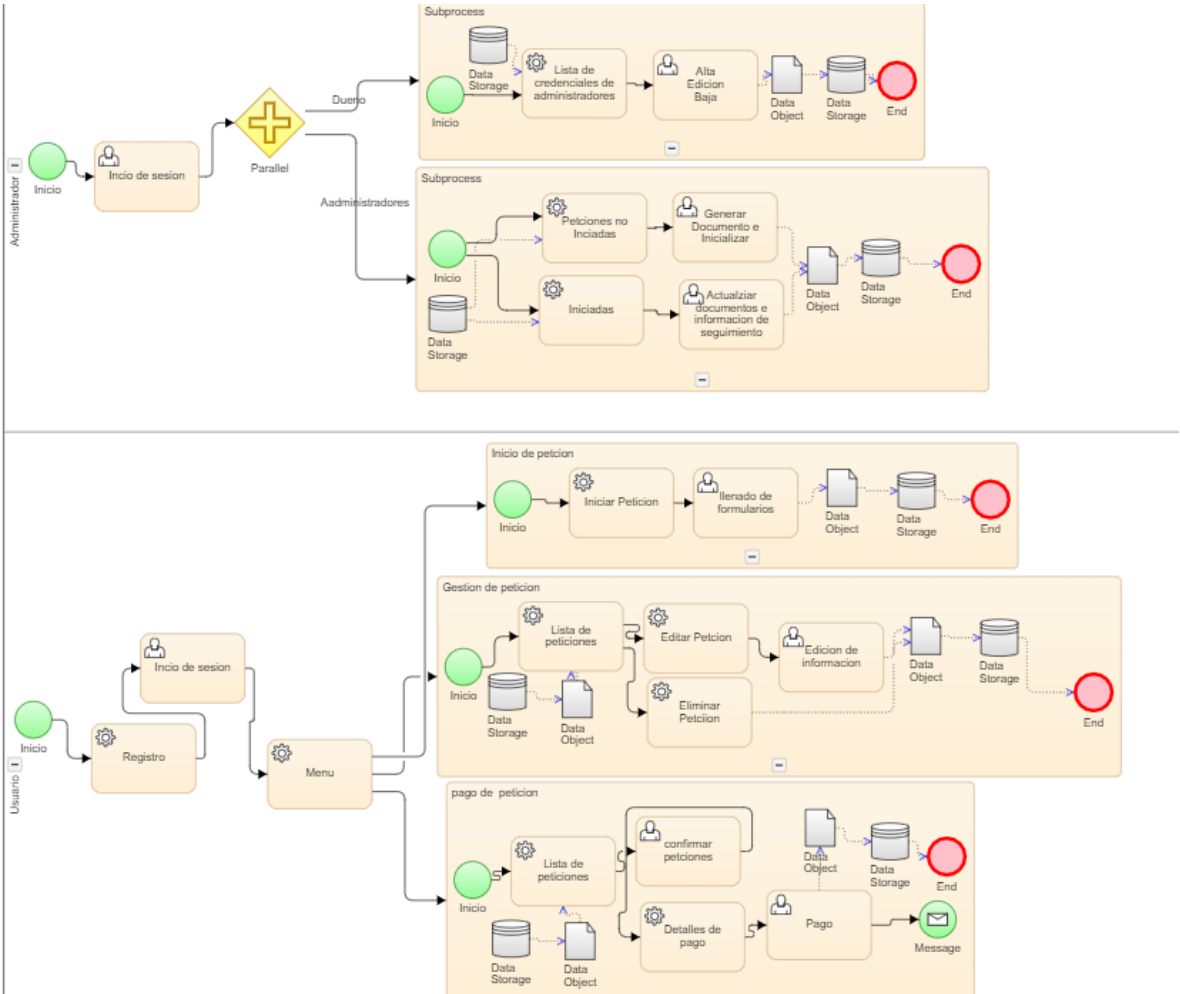 Administrador
Inicio
Incio de sesion
Parallel
Dueno
Aadministradores
Subprocess
Data
Storage
Inicio
Lista de
credenciales de
administradores
Alta
Edicion
Baja
Data
Object
Data
Storage
End
Subprocess
Inicio
Data
Storage
Petciones no
Inciadas
Generar
Documento e
Inicializar
Iniciadas
Actualziar
documentos e
informacion de
seguimiento
Data
Object
Data
Storage
End
Usuario
Inicio
Registro
Incio de sesion
Menu
Inicio de petcion
Inicio
Iniciar Peticion
llenado de
formularios
Data
Object
Data
Storage
End
Gestion de peticion
Inicio
Lista de
peticiones
Data
Storage
Data
Object
Editar Petcion
Edicion de
informacion
Eliminar
Petciion
Data
Object
Data
Storage
End
pago de peticion
Inicio
Lista de
peticiones
Data
Storage
Data
Object
confirmar
petciones
Detalles de
pago
Pago
Data
Object
Data
Storage
End
Message